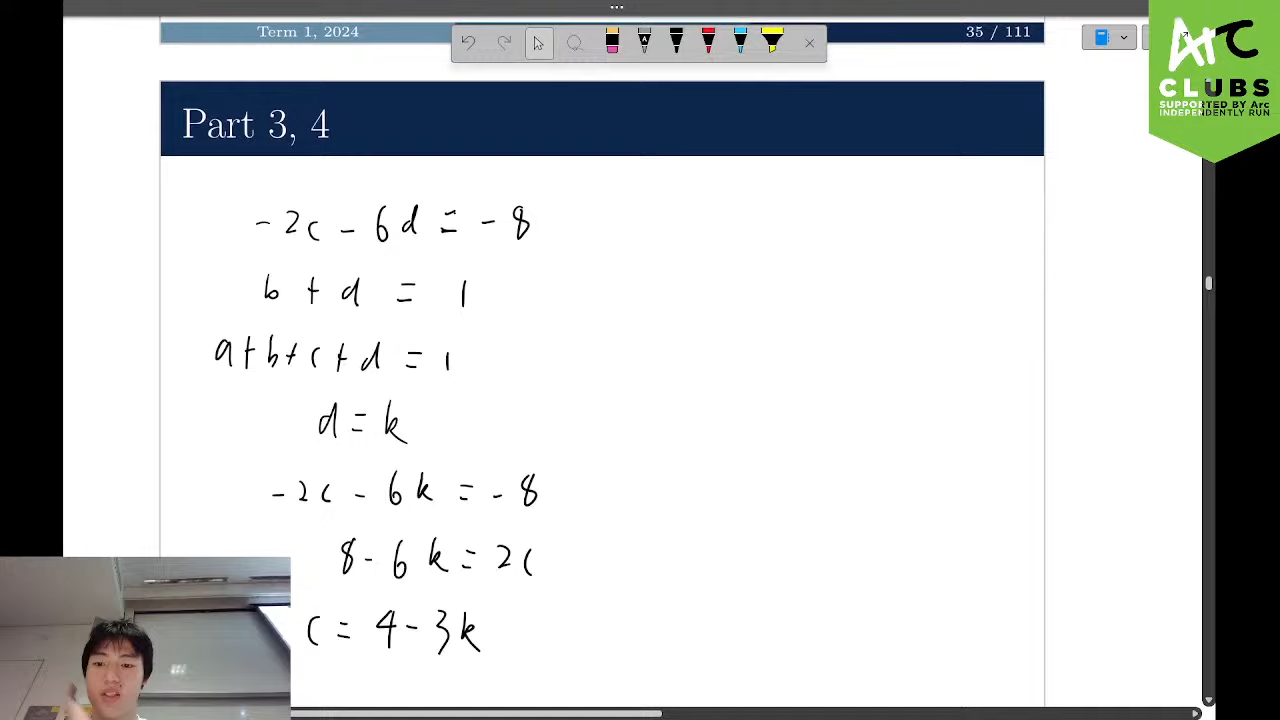 Term 1, 2024
35 / 111
Arc
CLUBS
SUPPORTED BY Arc
INDEPENDENTLY RUN
Part 3, 4
-2c - 6d = -8
b + d = 1
a+b+c+d = 1
d = k
-2c - 6k = -8
8 - 6k = 2c
c = 4 - 3k